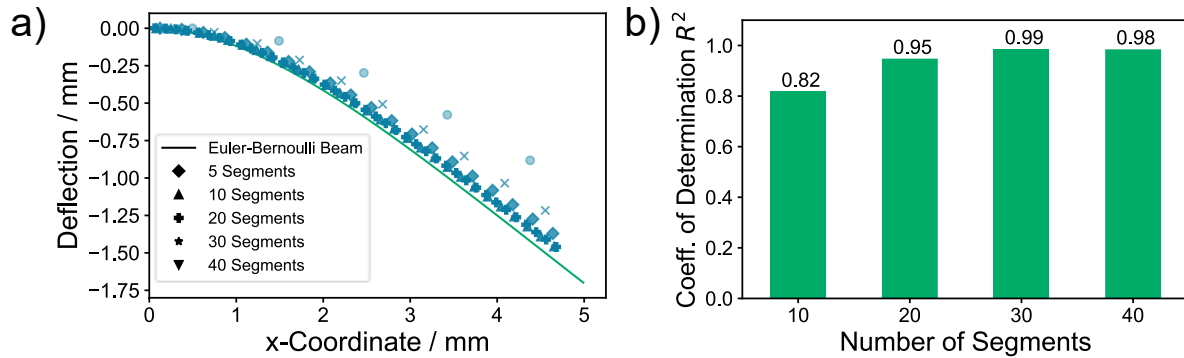 a)
Deflection / mm
0.00
−0.25
−0.50
−0.75
−1.00
−1.25
−1.50
−1.75
Euler-Bernoulli Beam
5 Segments
10 Segments
20 Segments
30 Segments
40 Segments
0 1 2 3 4 5
x-Coordinate / mm
b)
Coeff. of Determination R²
1.0
0.8
0.6
0.4
0.2
0.0
0.82
0.95
0.99
0.98
10 20 30 40
Number of Segments